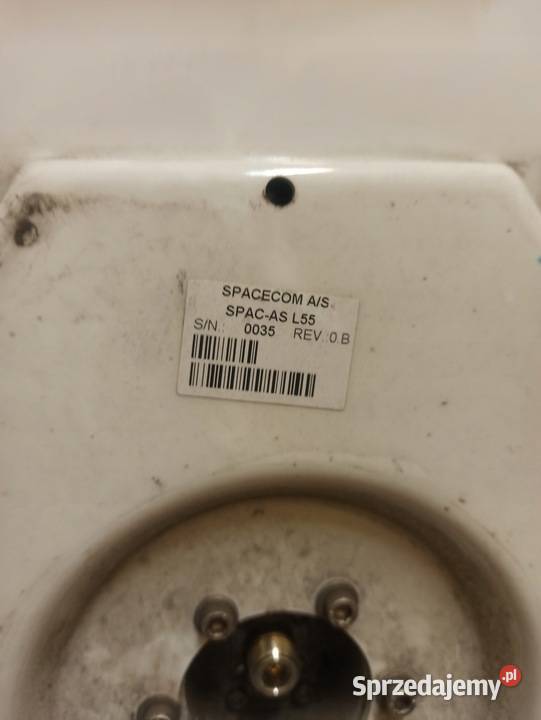 SPACECOM A/S.
SPAC-AS L55
S/N.: 0035 REV.:0.B
Sprzedajemy.pl